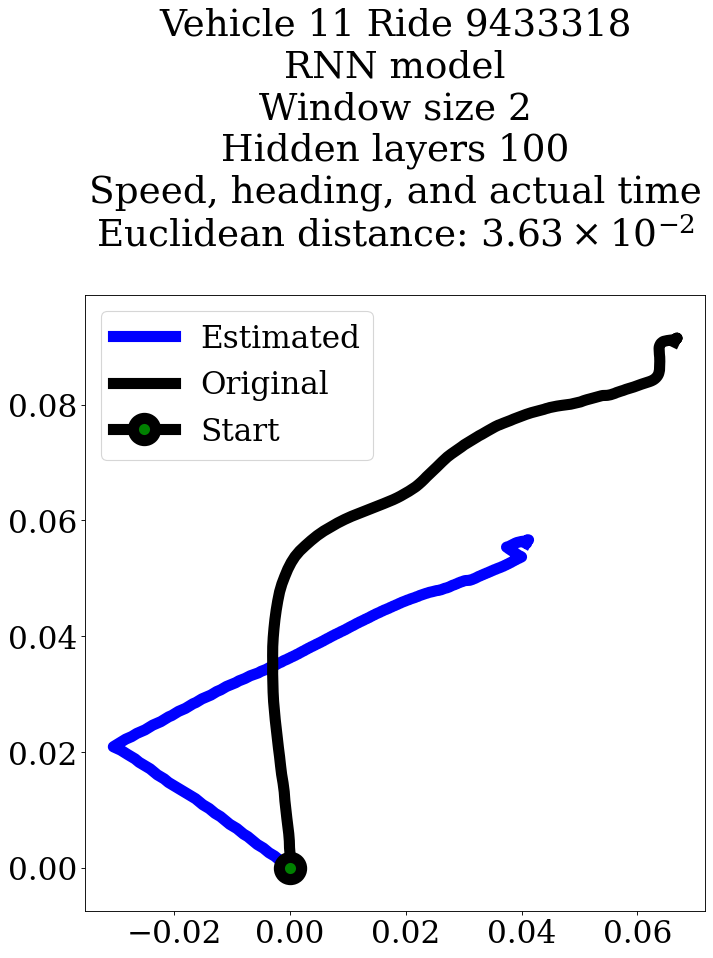 Vehicle 11 Ride 9433318
RNN model
Window size 2
Hidden layers 100
Speed, heading, and actual time
Euclidean distance: 3.63 × 10⁻²
Estimated
Original
Start
0.08
0.06
0.04
0.02
0.00
−0.02 0.00 0.02 0.04 0.06